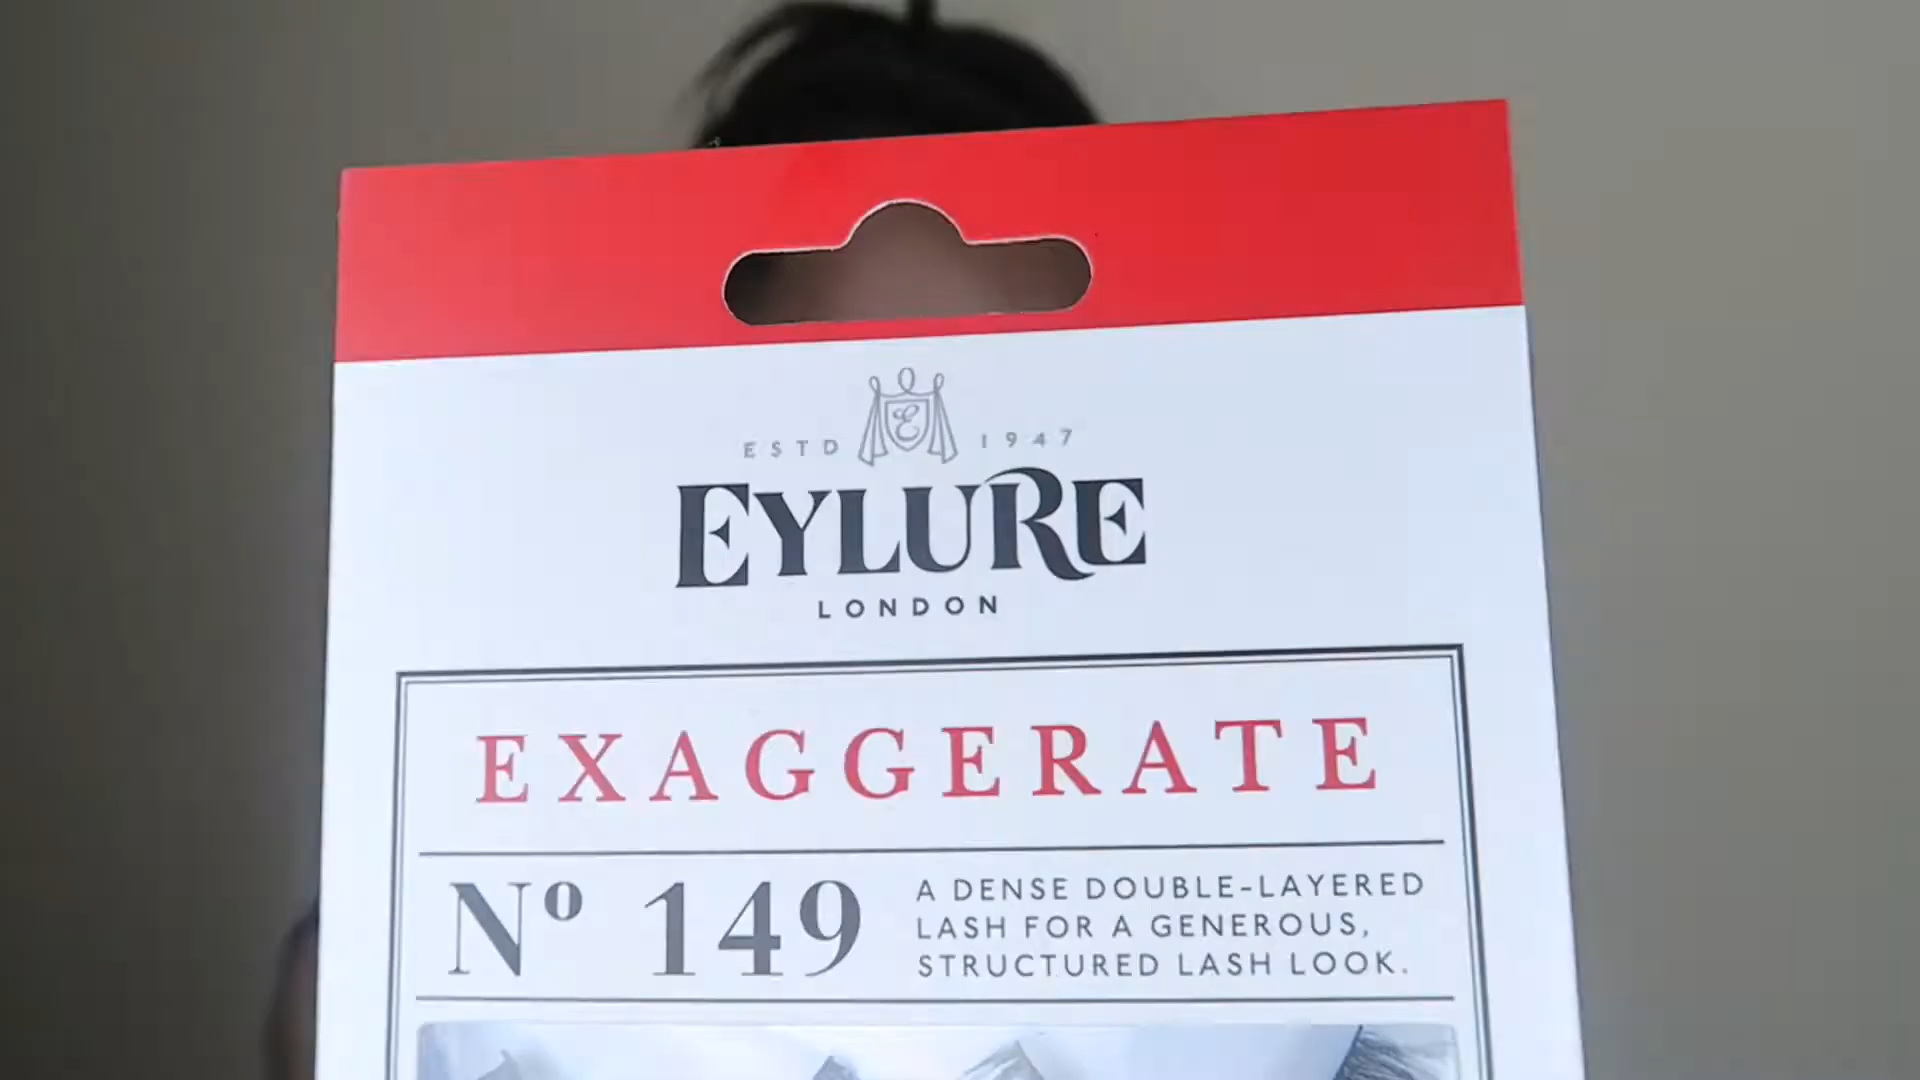 ESTD E 1947
EYLURE
LONDON
EXAGGERATE
Nº 149
A DENSE DOUBLE-LAYERED
LASH FOR A GENEROUS,
STRUCTURED LASH LOOK.